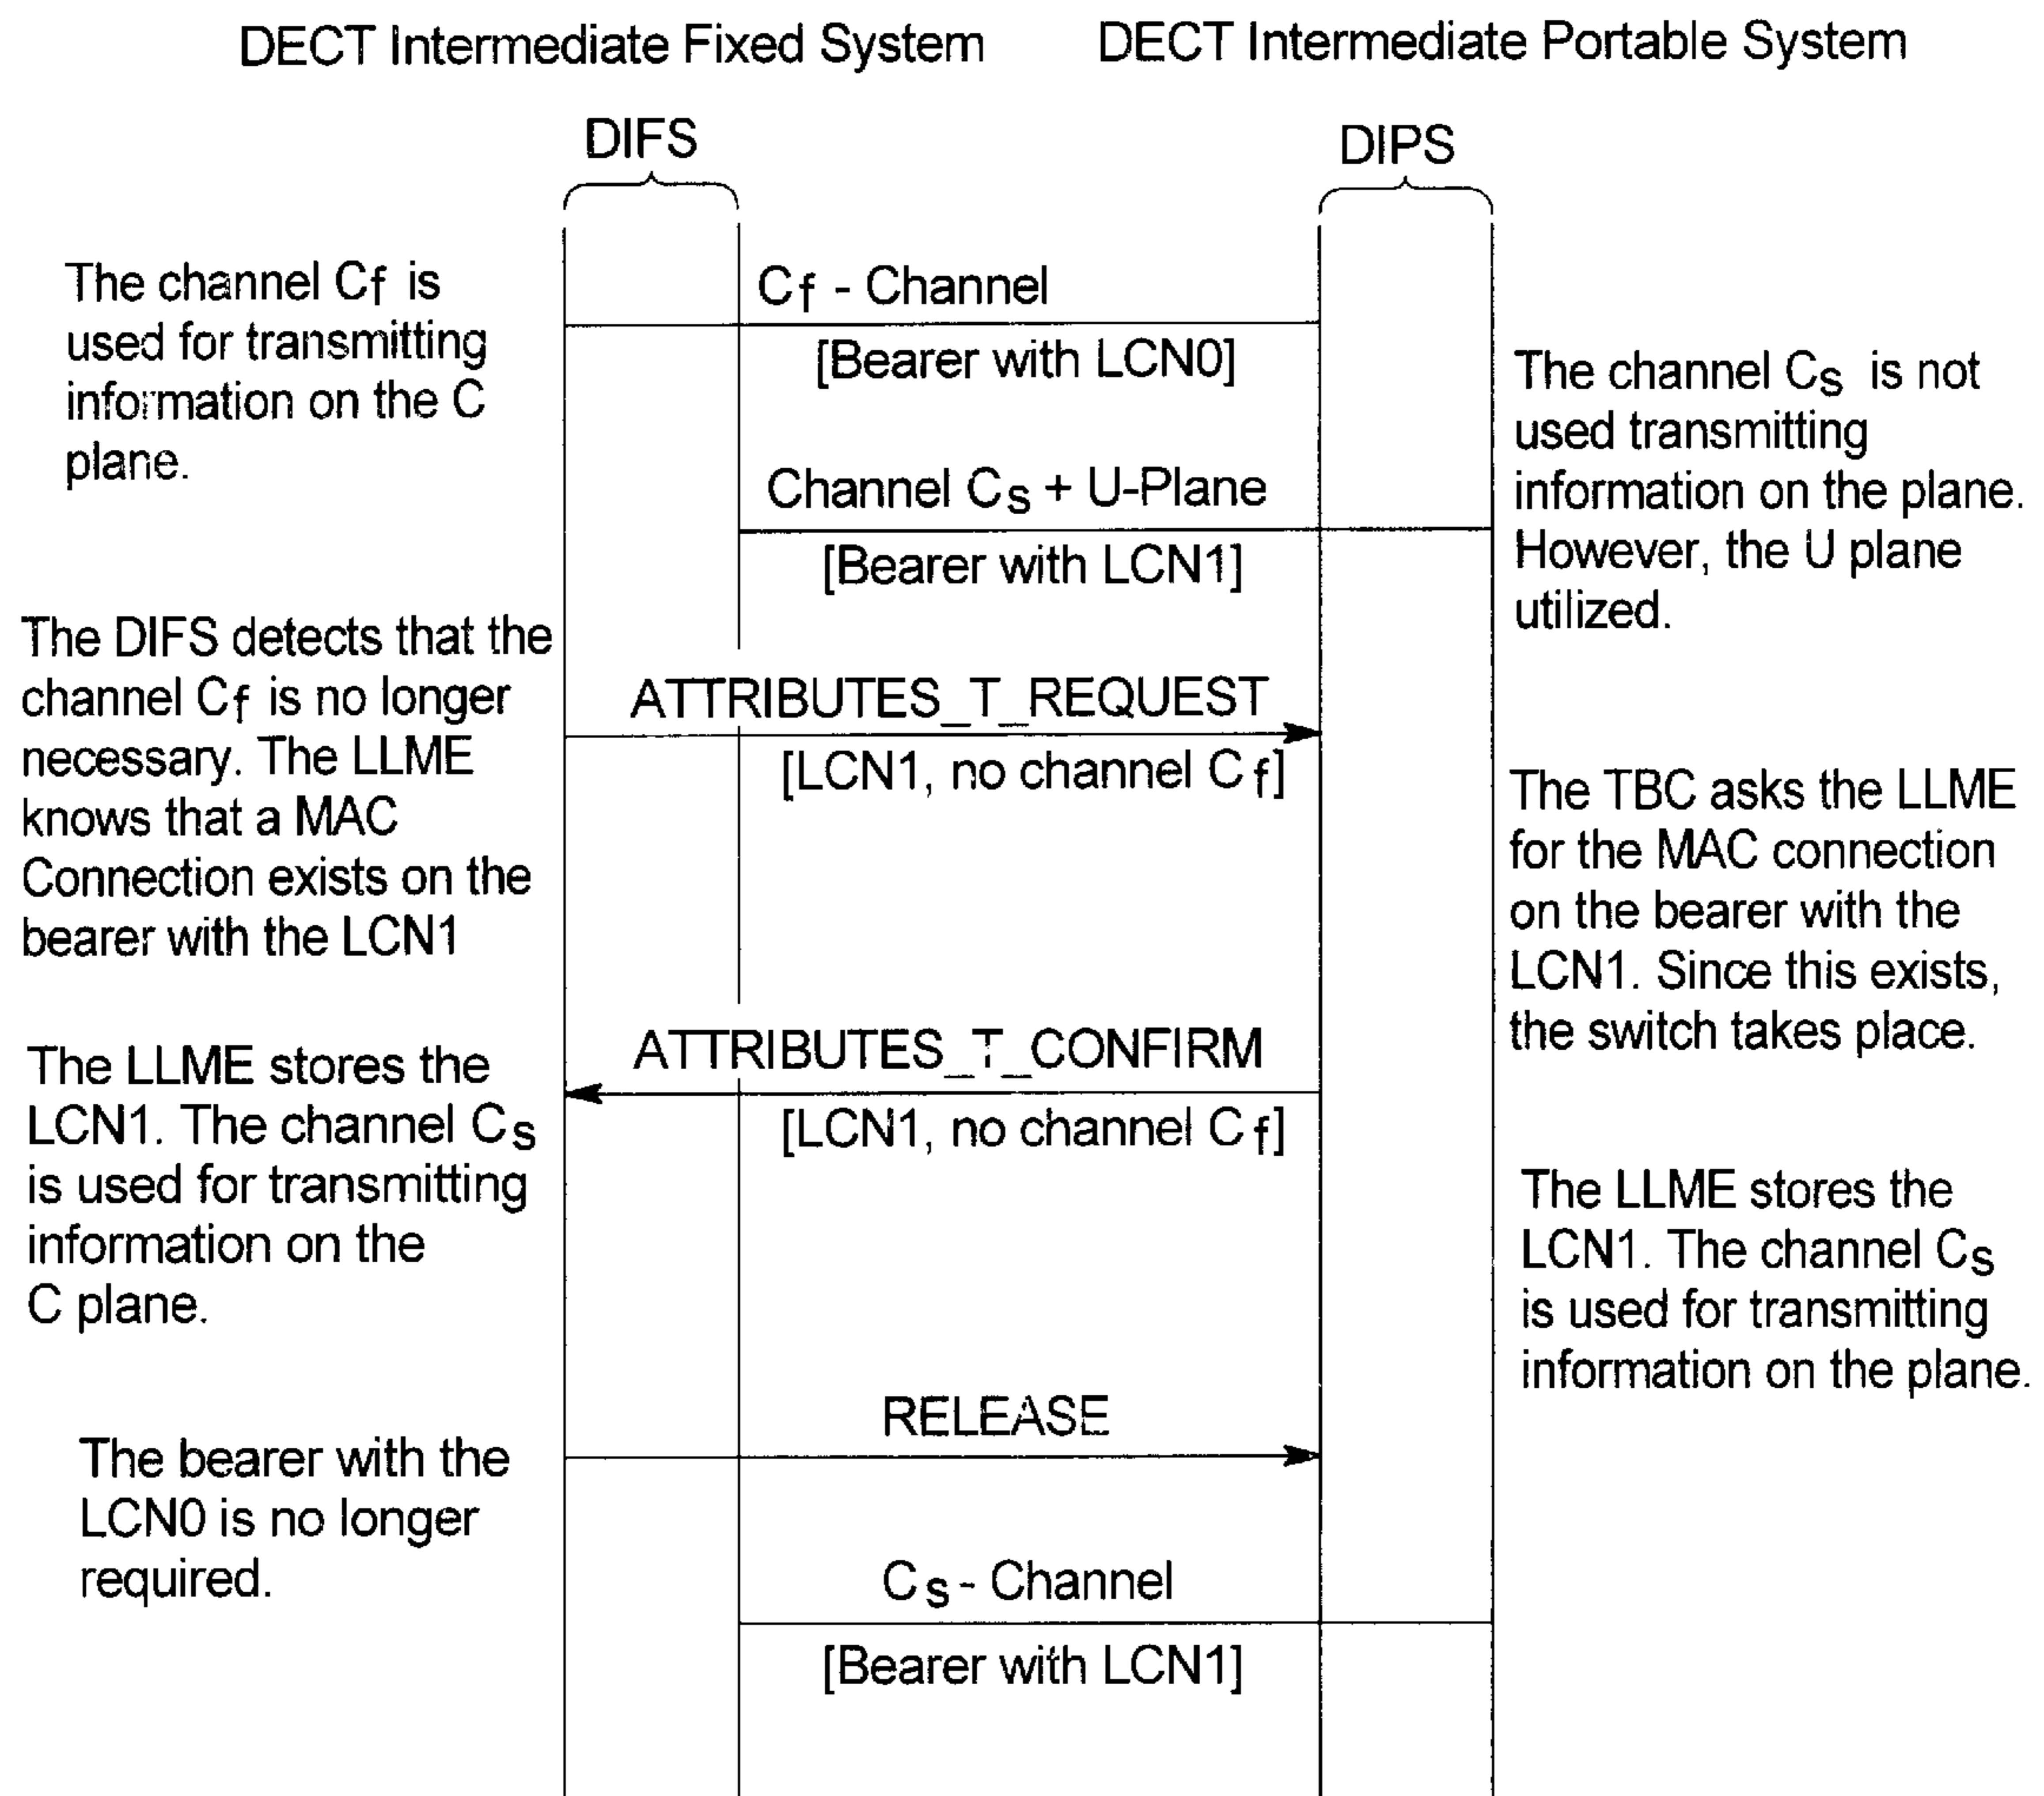 DECT Intermediate Fixed System
DECT Intermediate Portable System
DIFS
DIPS
The channel Cf is
used for transmitting
information on the C
plane.
Cf - Channel
[Bearer with LCN0]
The channel Cs is not
used transmitting
information on the plane.
However, the U plane
utilized.
Channel Cs + U-Plane
[Bearer with LCN1]
The DIFS detects that the
channel Cf is no longer
necessary. The LLME
knows that a MAC
Connection exists on the
bearer with the LCN1
ATTRIBUTES_T_REQUEST
[LCN1, no channel Cf]
The TBC asks the LLME
for the MAC connection
on the bearer with the
LCN1. Since this exists,
the switch takes place.
ATTRIBUTES_T_CONFIRM
[LCN1, no channel Cf]
The LLME stores the
LCN1. The channel Cs
is used for transmitting
information on the
C plane.
The LLME stores the
LCN1. The channel Cs
is used for transmitting
information on the plane.
RELEASE
The bearer with the
LCN0 is no longer
required.
Cs - Channel
[Bearer with LCN1]